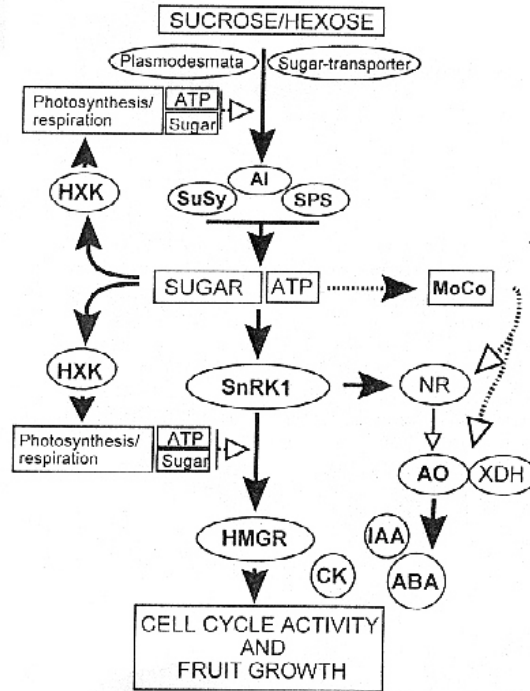 SUCROSE/HEXOSE
Plasmodesmata
Sugar-transporter
Photosynthesis/
respiration
ATP
Sugar
HXK
AI
SuSy
SPS
SUGAR
ATP
MoCo
HXK
SnRK1
NR
Photosynthesis/
respiration
ATP
Sugar
AO
XDH
HMGR
IAA
CK
ABA
CELL CYCLE ACTIVITY
AND
FRUIT GROWTH